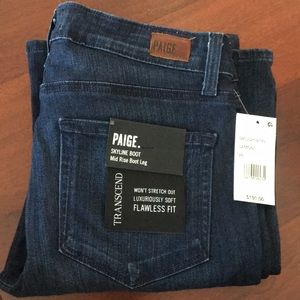 PAIGE
PAIGE.
SKYLINE BOOT
Mid Rise Boot Leg
TRANSCEND
WON'T STRETCH OUT
LUXURIOUSLY SOFT
FLAWLESS FIT